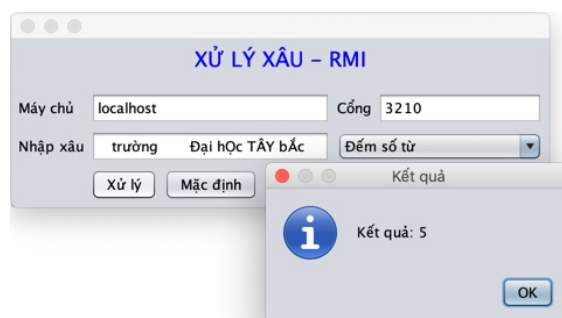 XỬ LÝ XÂU – RMI
Máy chủ localhost Cổng 3210
Nhập xâu trường Đại hỌc TÂY bẮc Đếm số từ
Xử lý Mặc định Kết quả
Kết quả: 5
OK